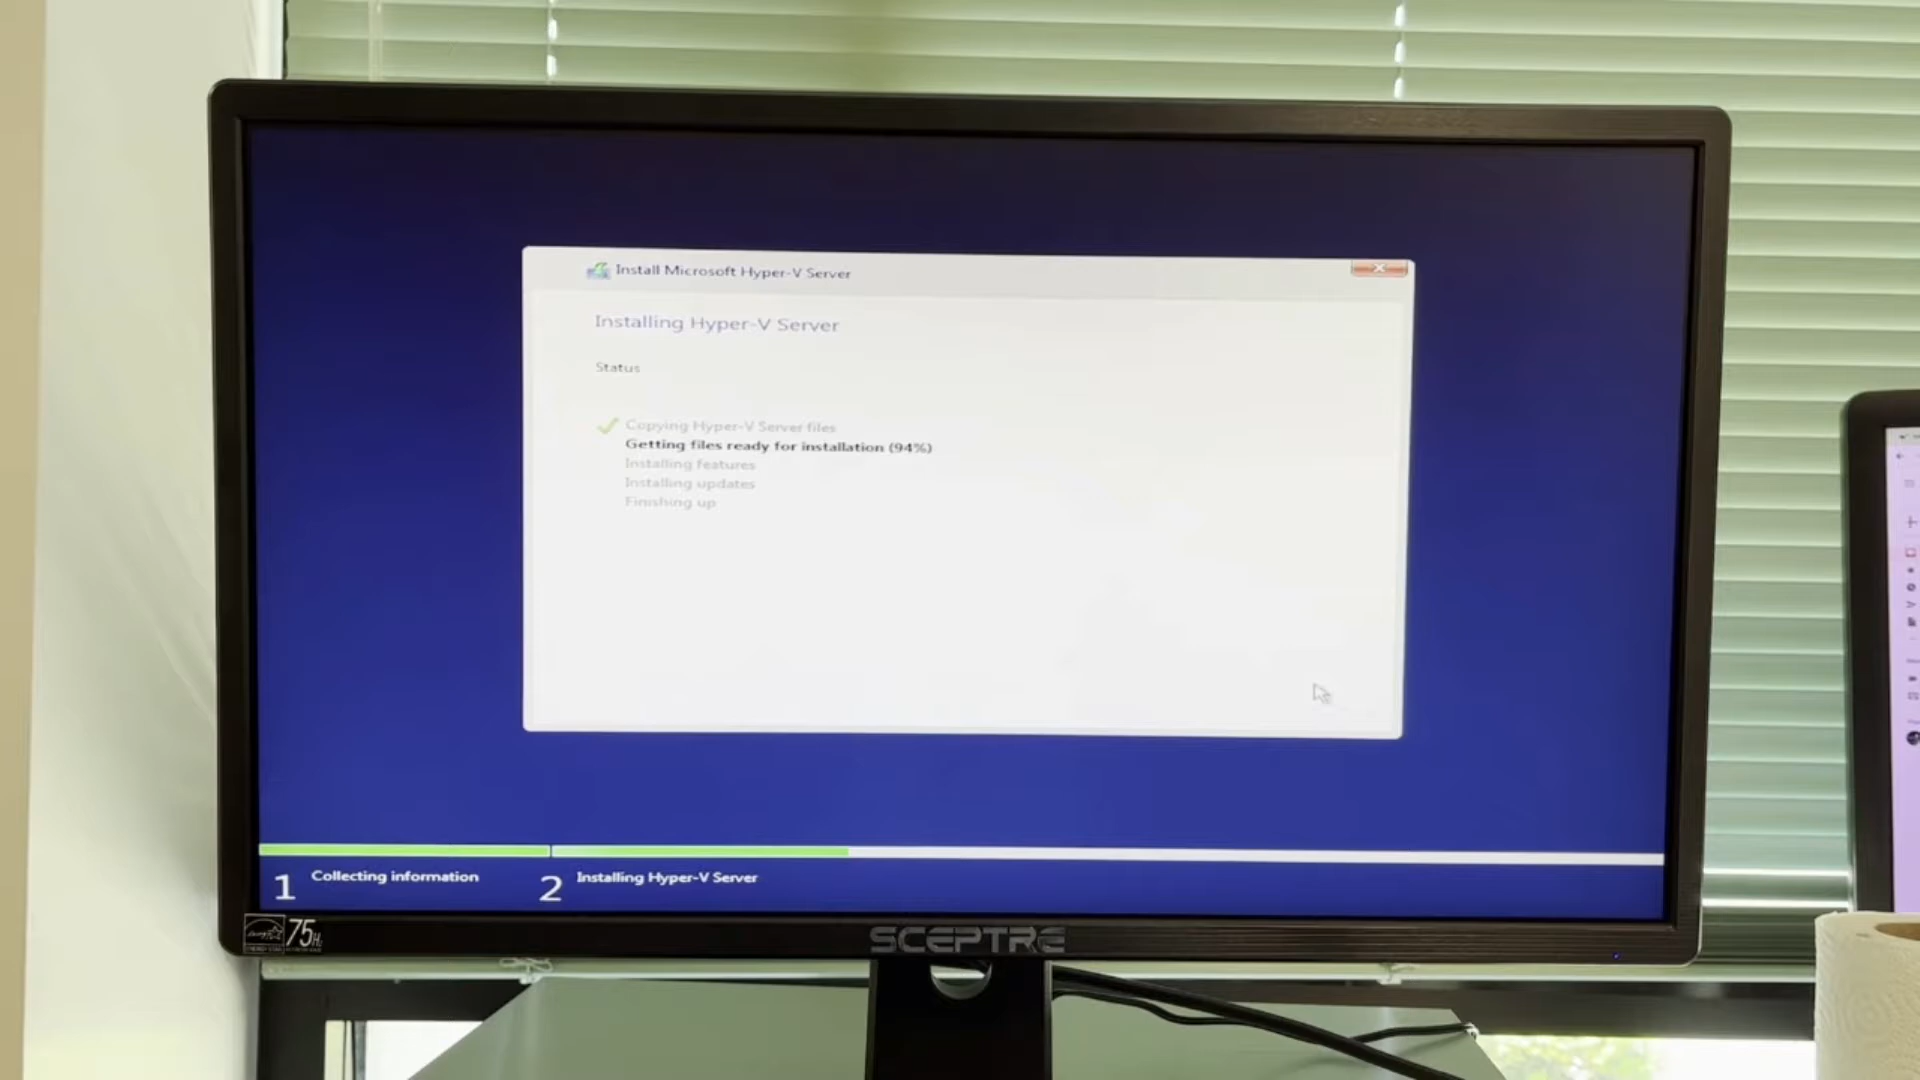 Install Microsoft Hyper-V Server
Installing Hyper-V Server
Status
Copying Hyper-V Server files
Getting files ready for installation (94%)
Installing features
Installing updates
Finishing up
1 Collecting information
2 Installing Hyper-V Server
75Hz
SCEPTRE